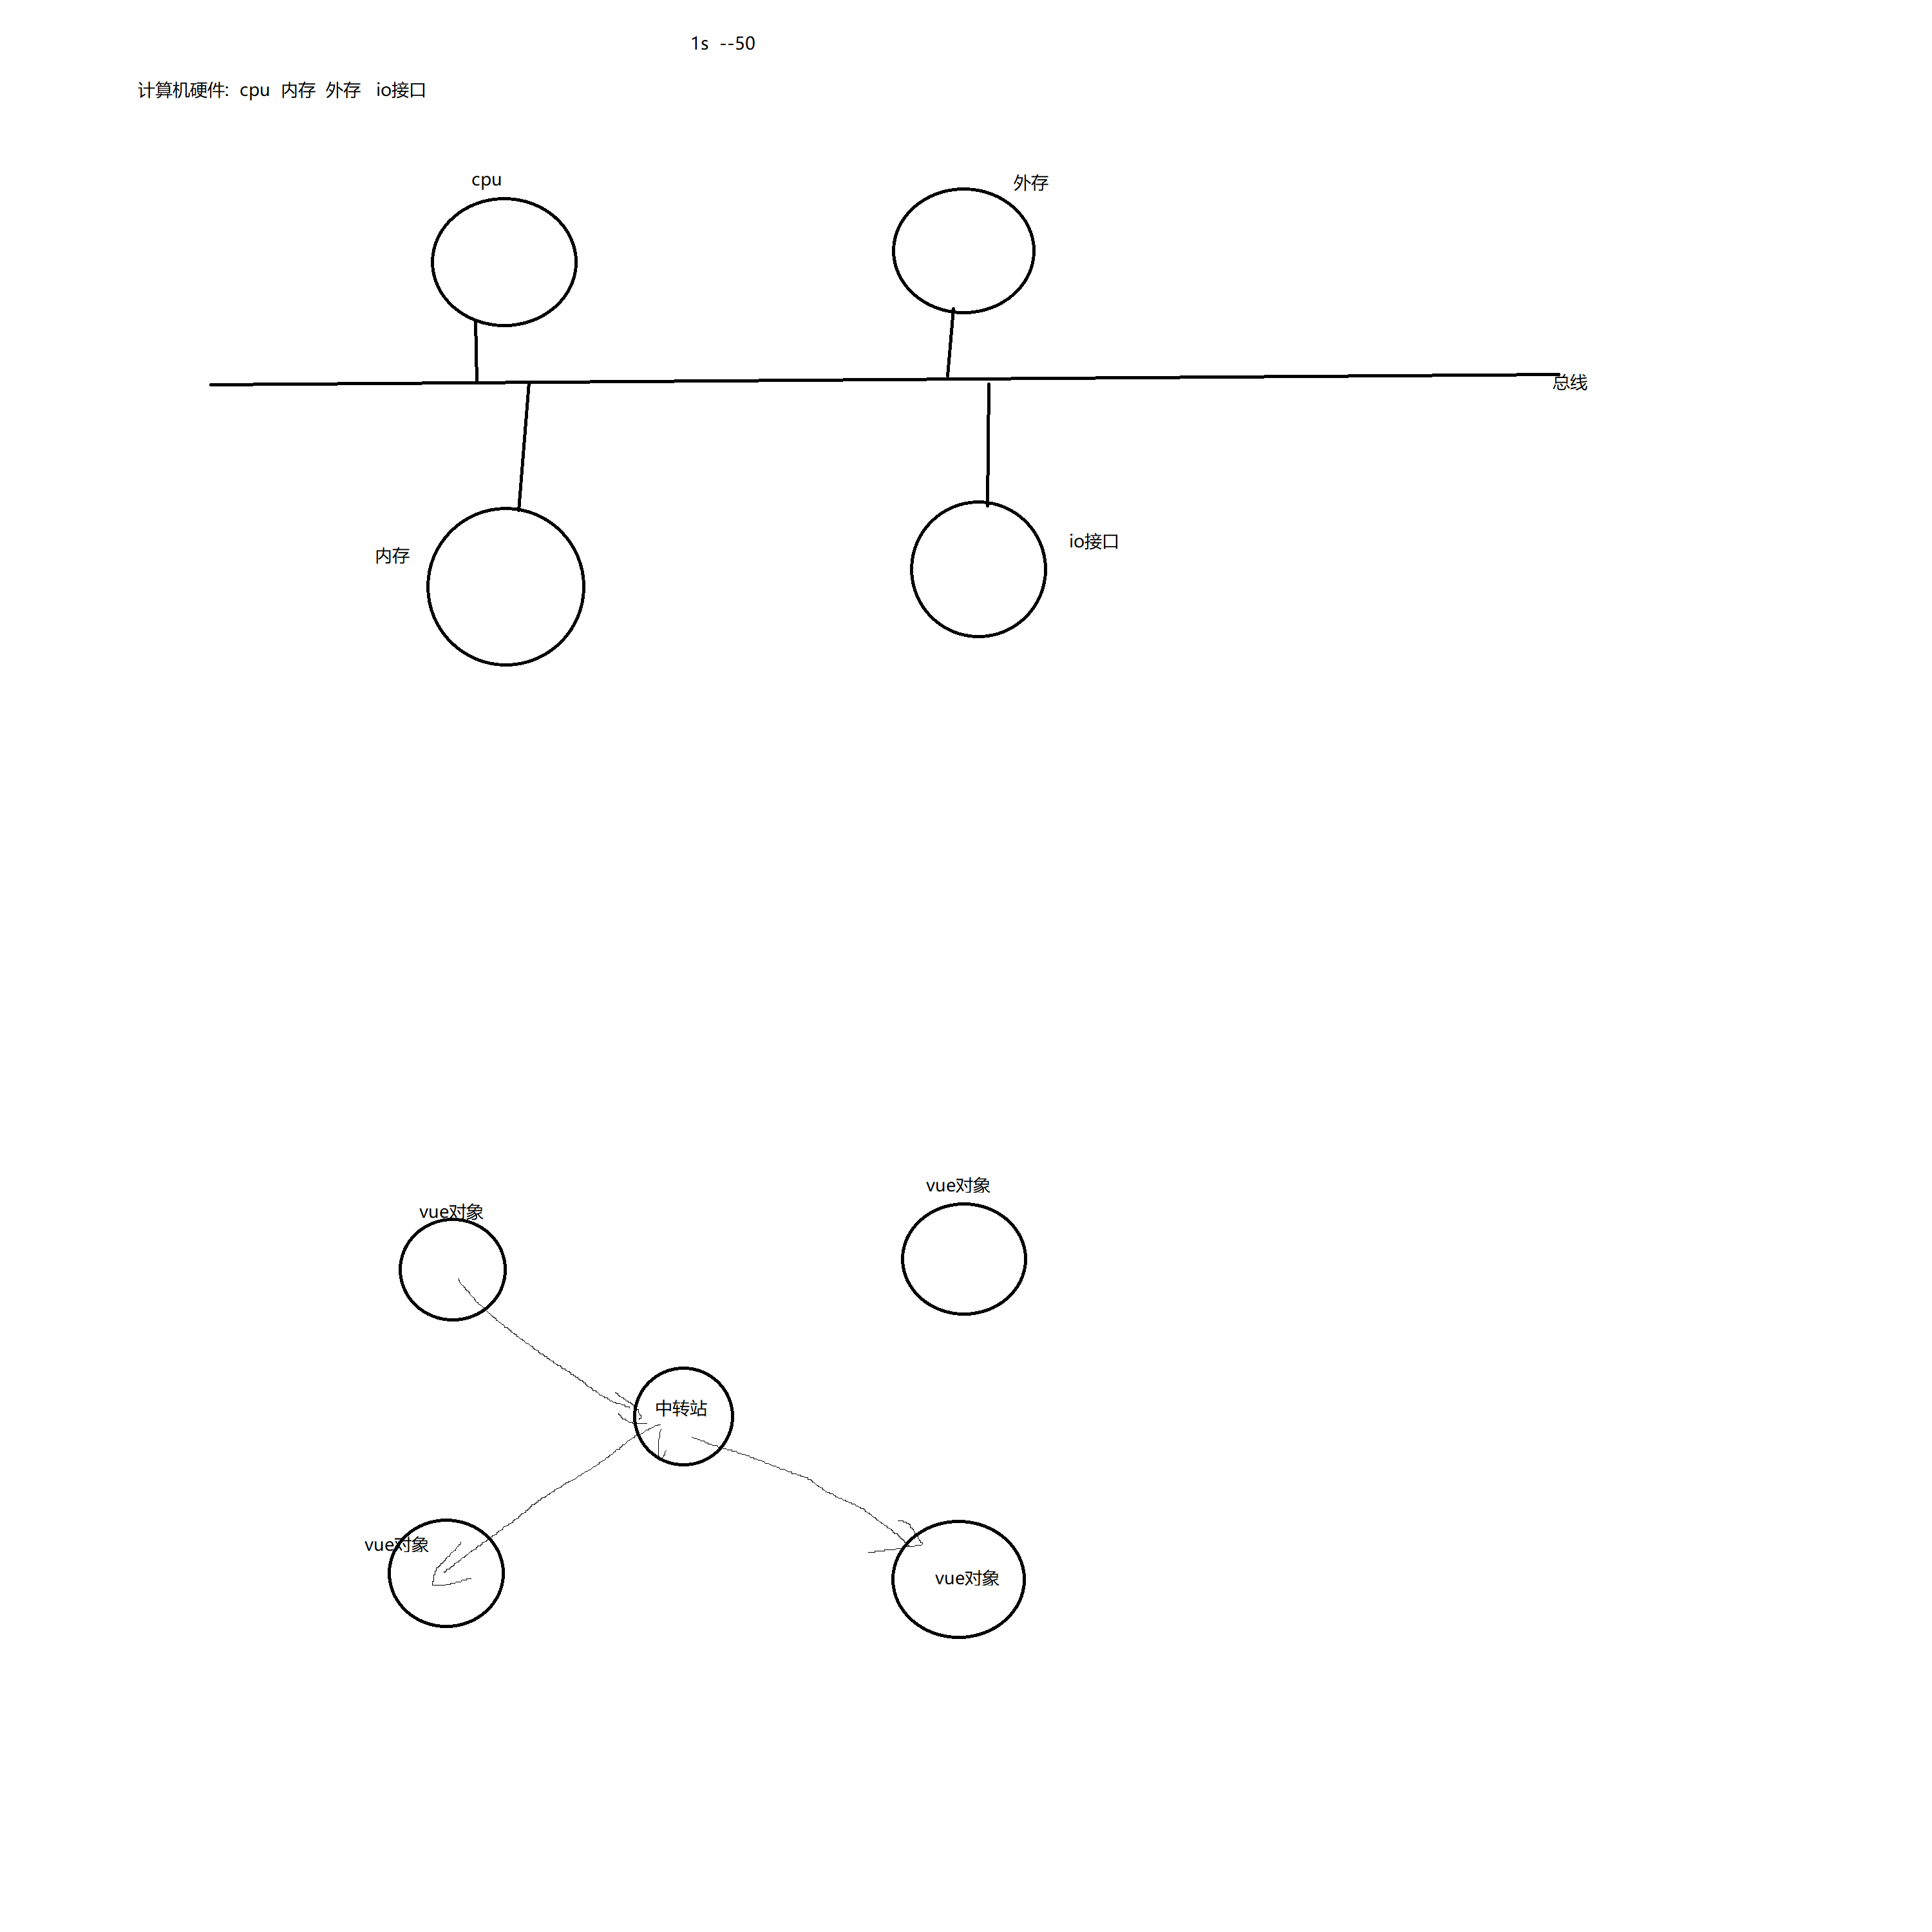 1s  --50
计算机硬件:  cpu  内存  外存   io接口
cpu
外存
总线
内存
io接口
vue对象
vue对象
中转站
vue对象
vue对象